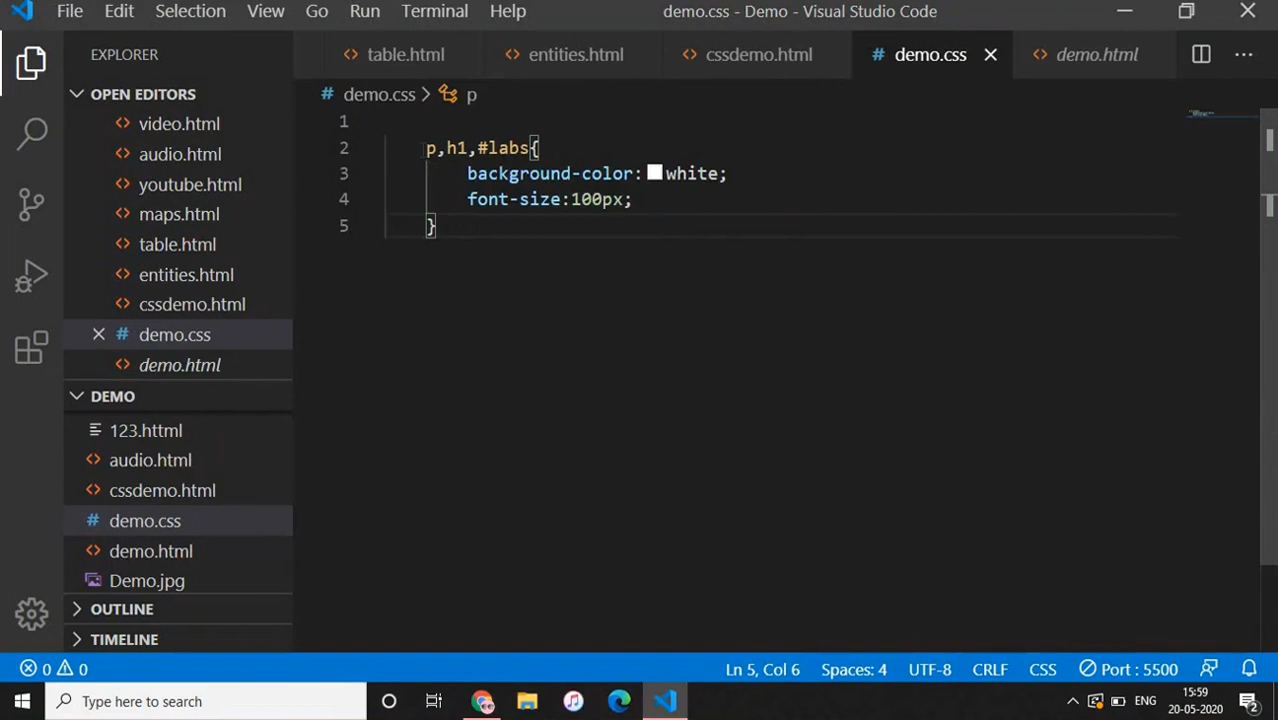 File Edit Selection View Go Run Terminal Help demo.css - Demo - Visual Studio Code
EXPLORER
table.html entities.html cssdemo.html # demo.css demo.html ...
OPEN EDITORS
# demo.css > p
video.html
audio.html
youtube.html
maps.html
table.html
entities.html
cssdemo.html
# demo.css
demo.html
1
2 p,h1,#labs{
3 background-color: white;
4 font-size:100px;
5 }
DEMO
123.httml
audio.html
cssdemo.html
# demo.css
demo.html
Demo.jpg
OUTLINE
TIMELINE
0 0 Ln 5, Col 6 Spaces: 4 UTF-8 CRLF CSS Port : 5500
Type here to search ENG 15:59
20-05-2020 2